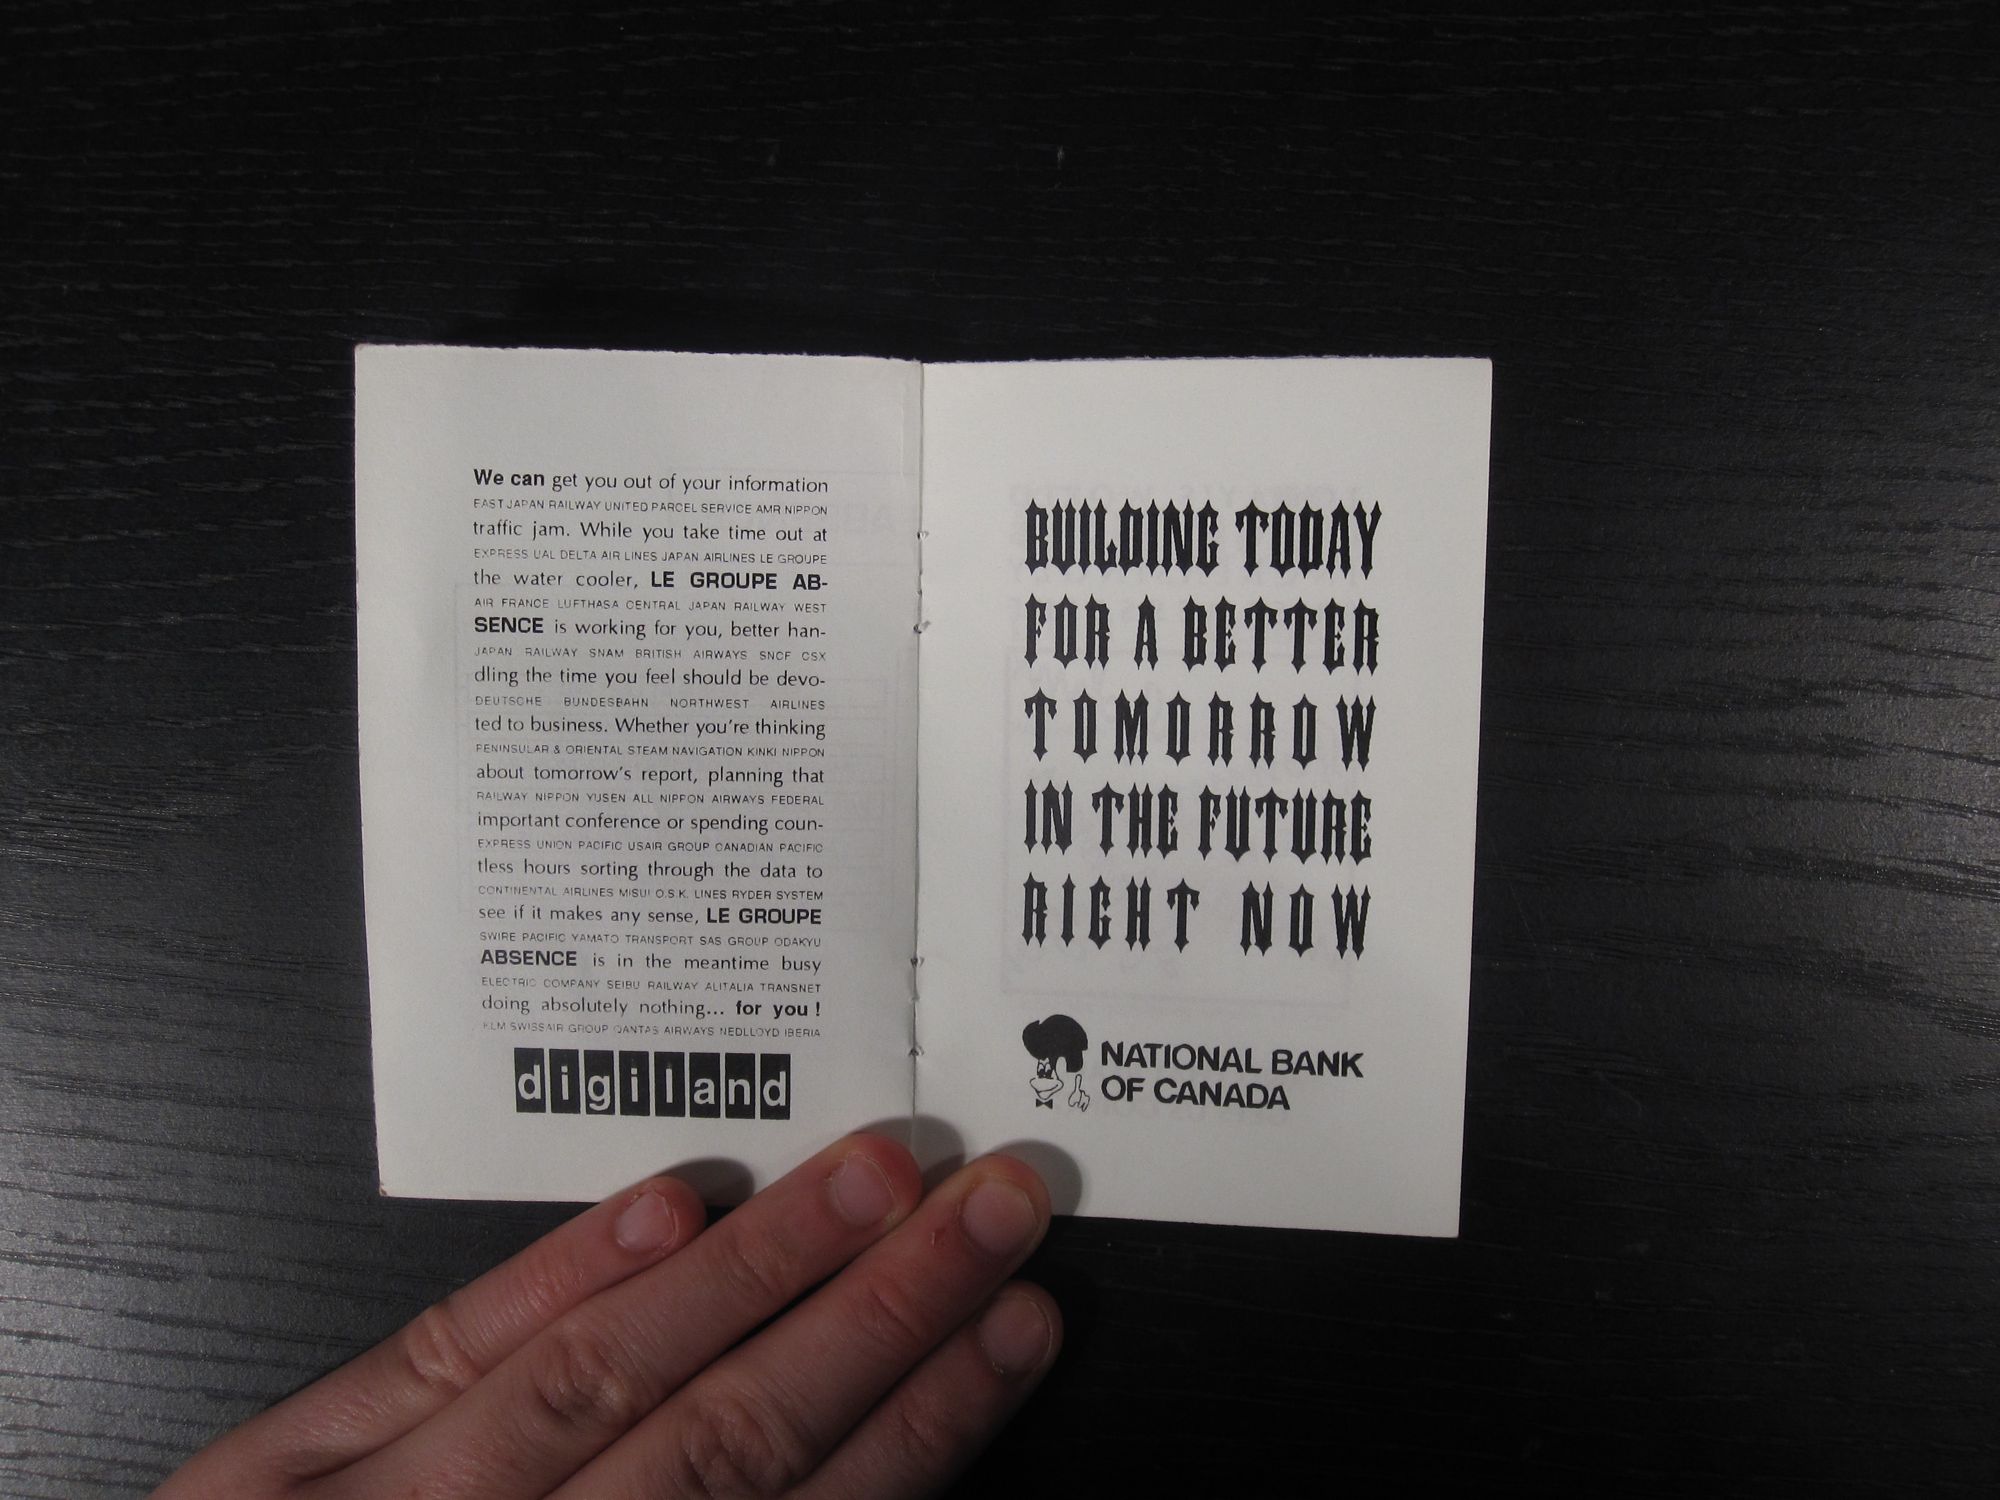 We can get you out of your information
EAST JAPAN RAILWAY UNITED PARCEL SERVICE AMR NIPPON
traffic jam. While you take time out at
EXPRESS UAL DELTA AIR LINES JAPAN AIRLINES LE GROUPE
the water cooler, LE GROUPE AB-
AIR FRANCE LUFTHASA CENTRAL JAPAN RAILWAY WEST
SENCE is working for you, better han-
JAPAN RAILWAY SNAM BRITISH AIRWAYS SNCF CSX
dling the time you feel should be devo-
DEUTSCHE BUNDESBAHN NORTHWEST AIRLINES
ted to business. Whether you're thinking
PENINSULAR & ORIENTAL STEAM NAVIGATION KINKI NIPPON
about tomorrow's report, planning that
RAILWAY NIPPON YUSEN ALL NIPPON AIRWAYS FEDERAL
important conference or spending coun-
EXPRESS UNION PACIFIC USAIR GROUP CANADIAN PACIFIC
tless hours sorting through the data to
CONTINENTAL AIRLINES MISUI O.S.K. LINES RYDER SYSTEM
see if it makes any sense, LE GROUPE
SWIRE PACIFIC YAMATO TRANSPORT SAS GROUP ODAKYU
ABSENCE is in the meantime busy
ELECTRIC COMPANY SEIBU RAILWAY ALITALIA TRANSNET
doing absolutely nothing... for you !
KLM SWISSAIR GROUP QANTAS AIRWAYS NEDLLOYD IBERIA
digiland
BUILDING TODAY
FOR A BETTER
TOMORROW
IN THE FUTURE
RIGHT NOW
NATIONAL BANK
OF CANADA